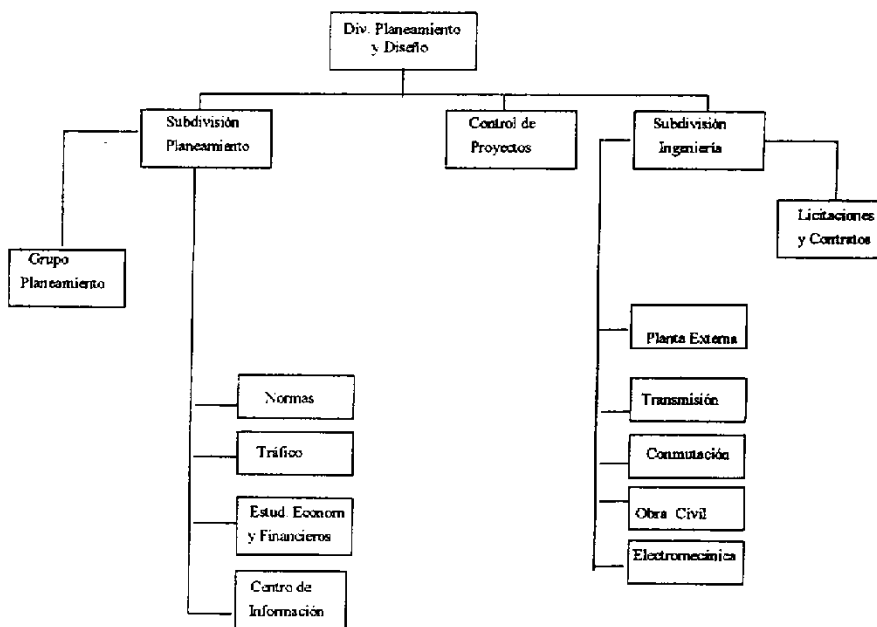 Div. Planeamiento
y Diseño
Subdivisión
Planeamiento
Control de
Proyectos
Subdivisión
Ingeniería
Licitaciones
y Contratos
Grupo
Planeamiento
Planta Externa
Normas
Transmisión
Tráfico
Conmutación
Estud. Econom
y Financieros
Obra Civil
Electromecánica
Centro de
Información